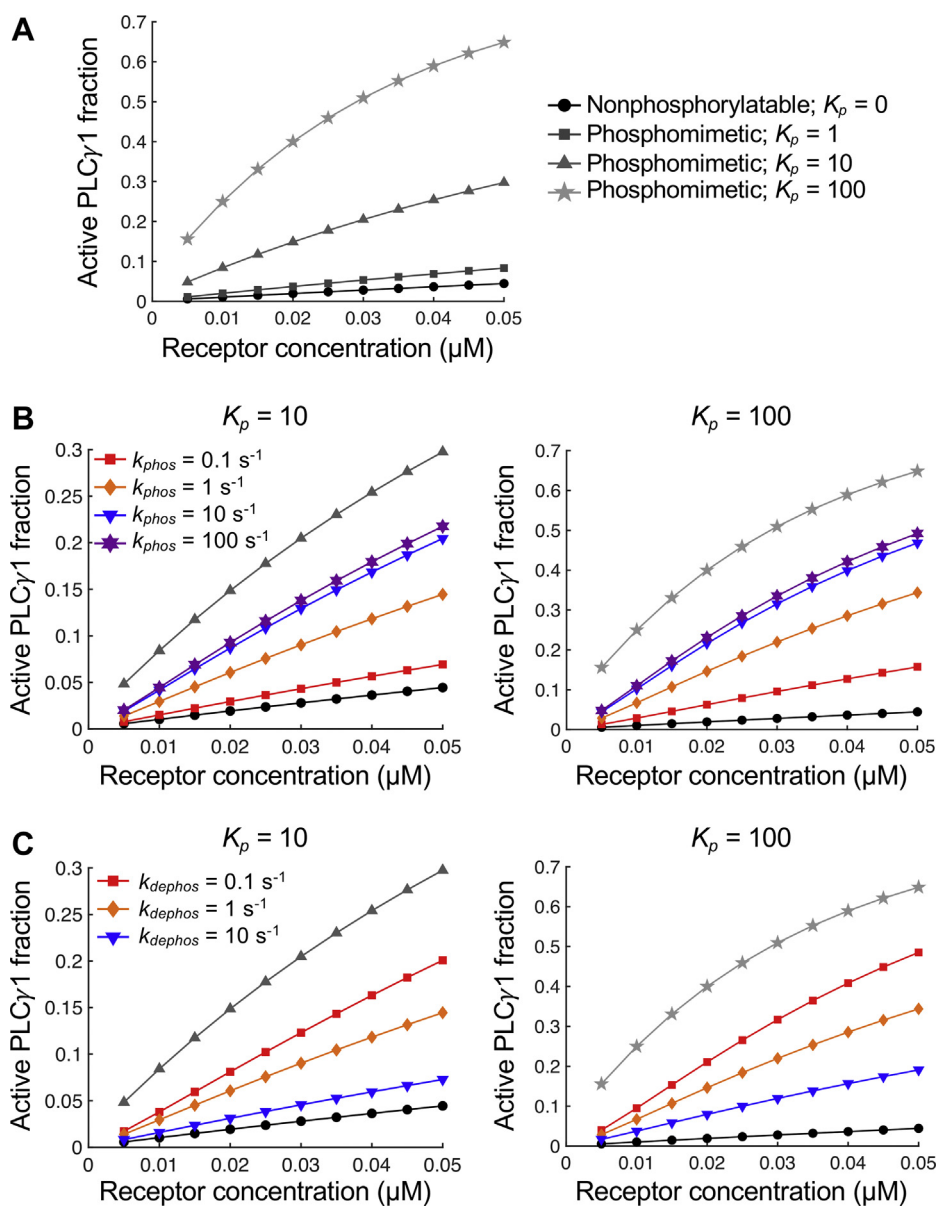 A
Active PLCγ1 fraction
0.7
0.6
0.5
0.4
0.3
0.2
0.1
0
0
0.01
0.02
0.03
0.04
0.05
Receptor concentration (µM)
Nonphosphorylatable; Kp = 0
Phosphomimetic; Kp = 1
Phosphomimetic; Kp = 10
Phosphomimetic; Kp = 100
B
Kp = 10
Active PLCγ1 fraction
0.3
0.25
0.2
0.15
0.1
0.05
0
kphos = 0.1 s-1
kphos = 1 s-1
kphos = 10 s-1
kphos = 100 s-1
0
0.01
0.02
0.03
0.04
0.05
Receptor concentration (µM)
Kp = 100
Active PLCγ1 fraction
0.7
0.6
0.5
0.4
0.3
0.2
0.1
0
0
0.01
0.02
0.03
0.04
0.05
Receptor concentration (µM)
C
Kp = 10
Active PLCγ1 fraction
0.3
0.25
0.2
0.15
0.1
0.05
0
kdephos = 0.1 s-1
kdephos = 1 s-1
kdephos = 10 s-1
0
0.01
0.02
0.03
0.04
0.05
Receptor concentration (µM)
Kp = 100
Active PLCγ1 fraction
0.7
0.6
0.5
0.4
0.3
0.2
0.1
0
0
0.01
0.02
0.03
0.04
0.05
Receptor concentration (µM)